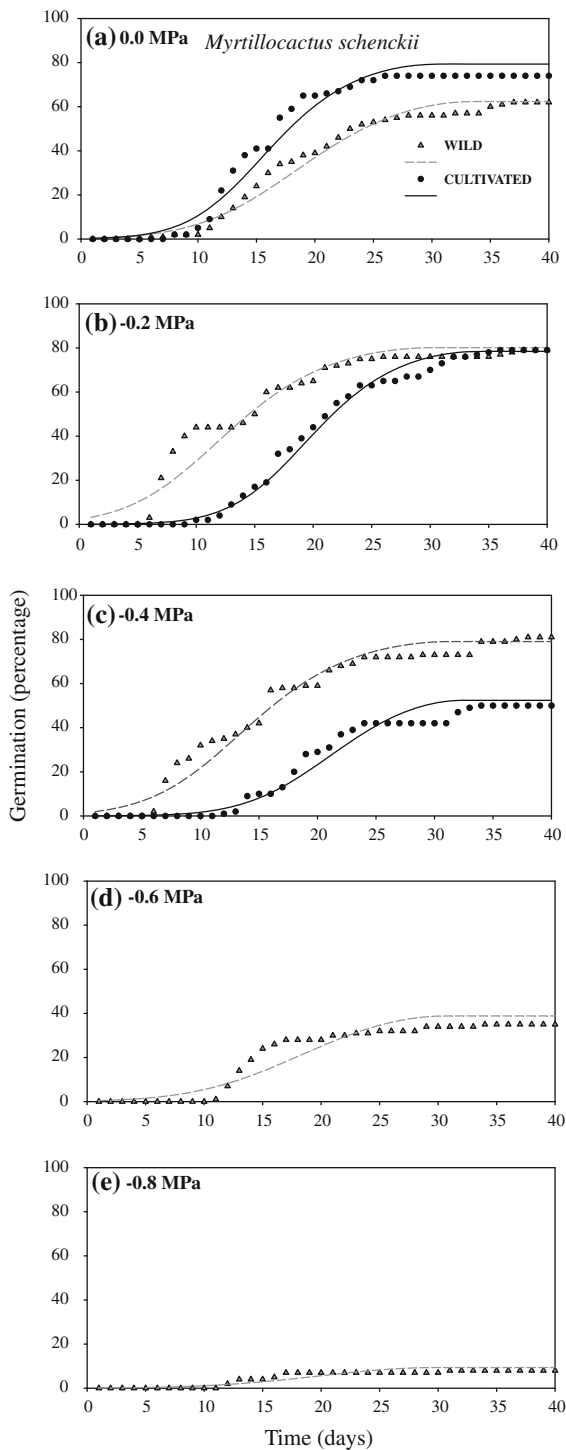 (a) 0.0 MPa Myrtillocactus schenckii
100
80
60
40
20
0
WILD
CULTIVATED
0 5 10 15 20 25 30 35 40
(b) -0.2 MPa
100
80
60
40
20
0
0 5 10 15 20 25 30 35 40
(c) -0.4 MPa
100
80
60
40
20
0
0 5 10 15 20 25 30 35 40
Germination (percentage)
(d) -0.6 MPa
100
80
60
40
20
0
0 5 10 15 20 25 30 35 40
(e) -0.8 MPa
100
80
60
40
20
0
0 5 10 15 20 25 30 35 40
Time (days)